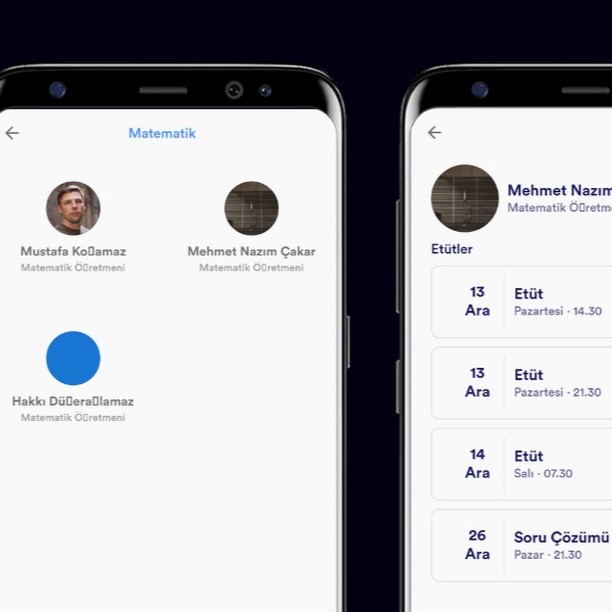 Matematik
Mustafa Ko▯amaz
Matematik Ö▯retmeni
Mehmet Nazım Çakar
Matematik Ö▯retmeni
Hakkı Dü▯era▯lamaz
Matematik Ö▯retmeni
Mehmet Nazım
Matematik Ö▯retm
Etütler
13 Ara
Etüt
Pazartesi · 14.30
13 Ara
Etüt
Pazartesi · 21.30
14 Ara
Etüt
Salı · 07.30
26 Ara
Soru Çözümü
Pazar · 21.30